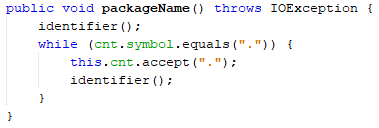 public void packageName() throws IOException {
    identifier();
    while (cnt.symbol.equals(".")) {
        this.cnt.accept(".");
        identifier();
    }
}